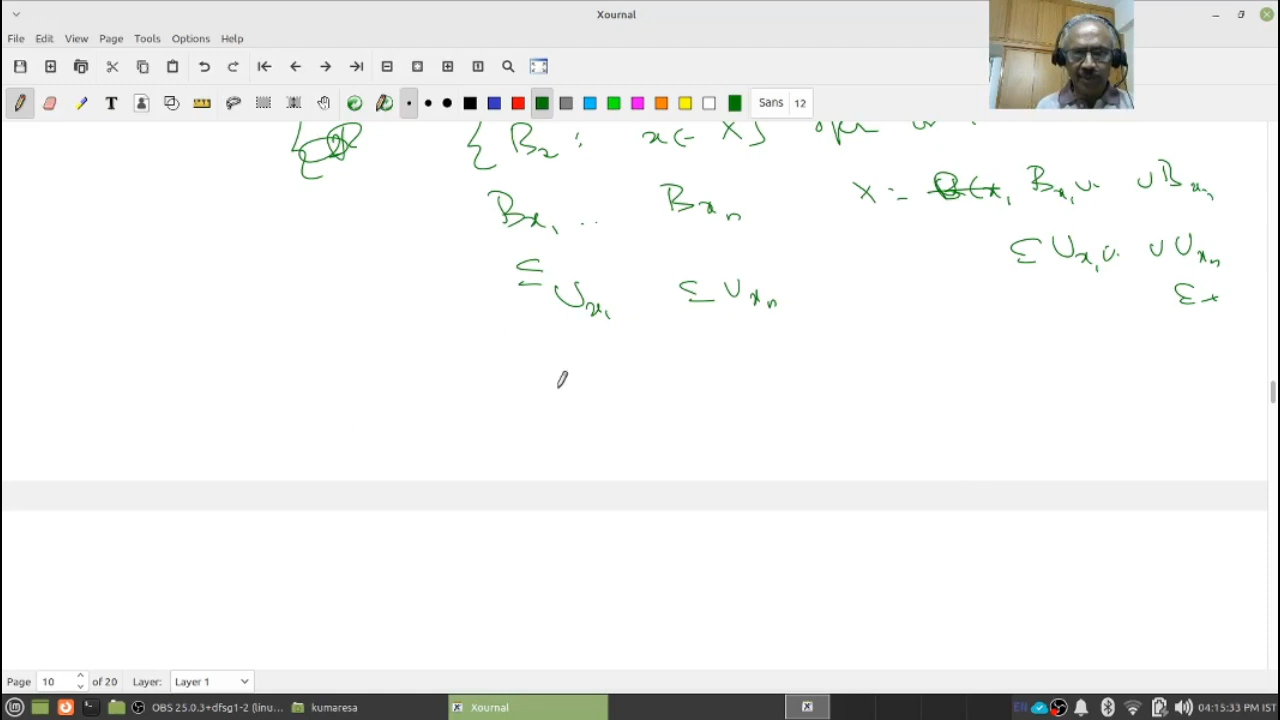 Xournal
File Edit View Page Tools Options Help
Sans 12
{ B_x : x ∈ X }
B_{x_1} .. B_{x_n} X = B_{x_1} ∪ .. ∪ B_{x_n}
⊆ U_{x_1} ⊆ U_{x_n} ⊆ U_{x_1} ∪ .. ∪ U_{x_n}
⊆ X
Page 10 of 20 Layer: Layer 1
OBS 25.0.3+dfsg1-2 (linu... kumaresa Xournal EN 04:15:33 PM IST